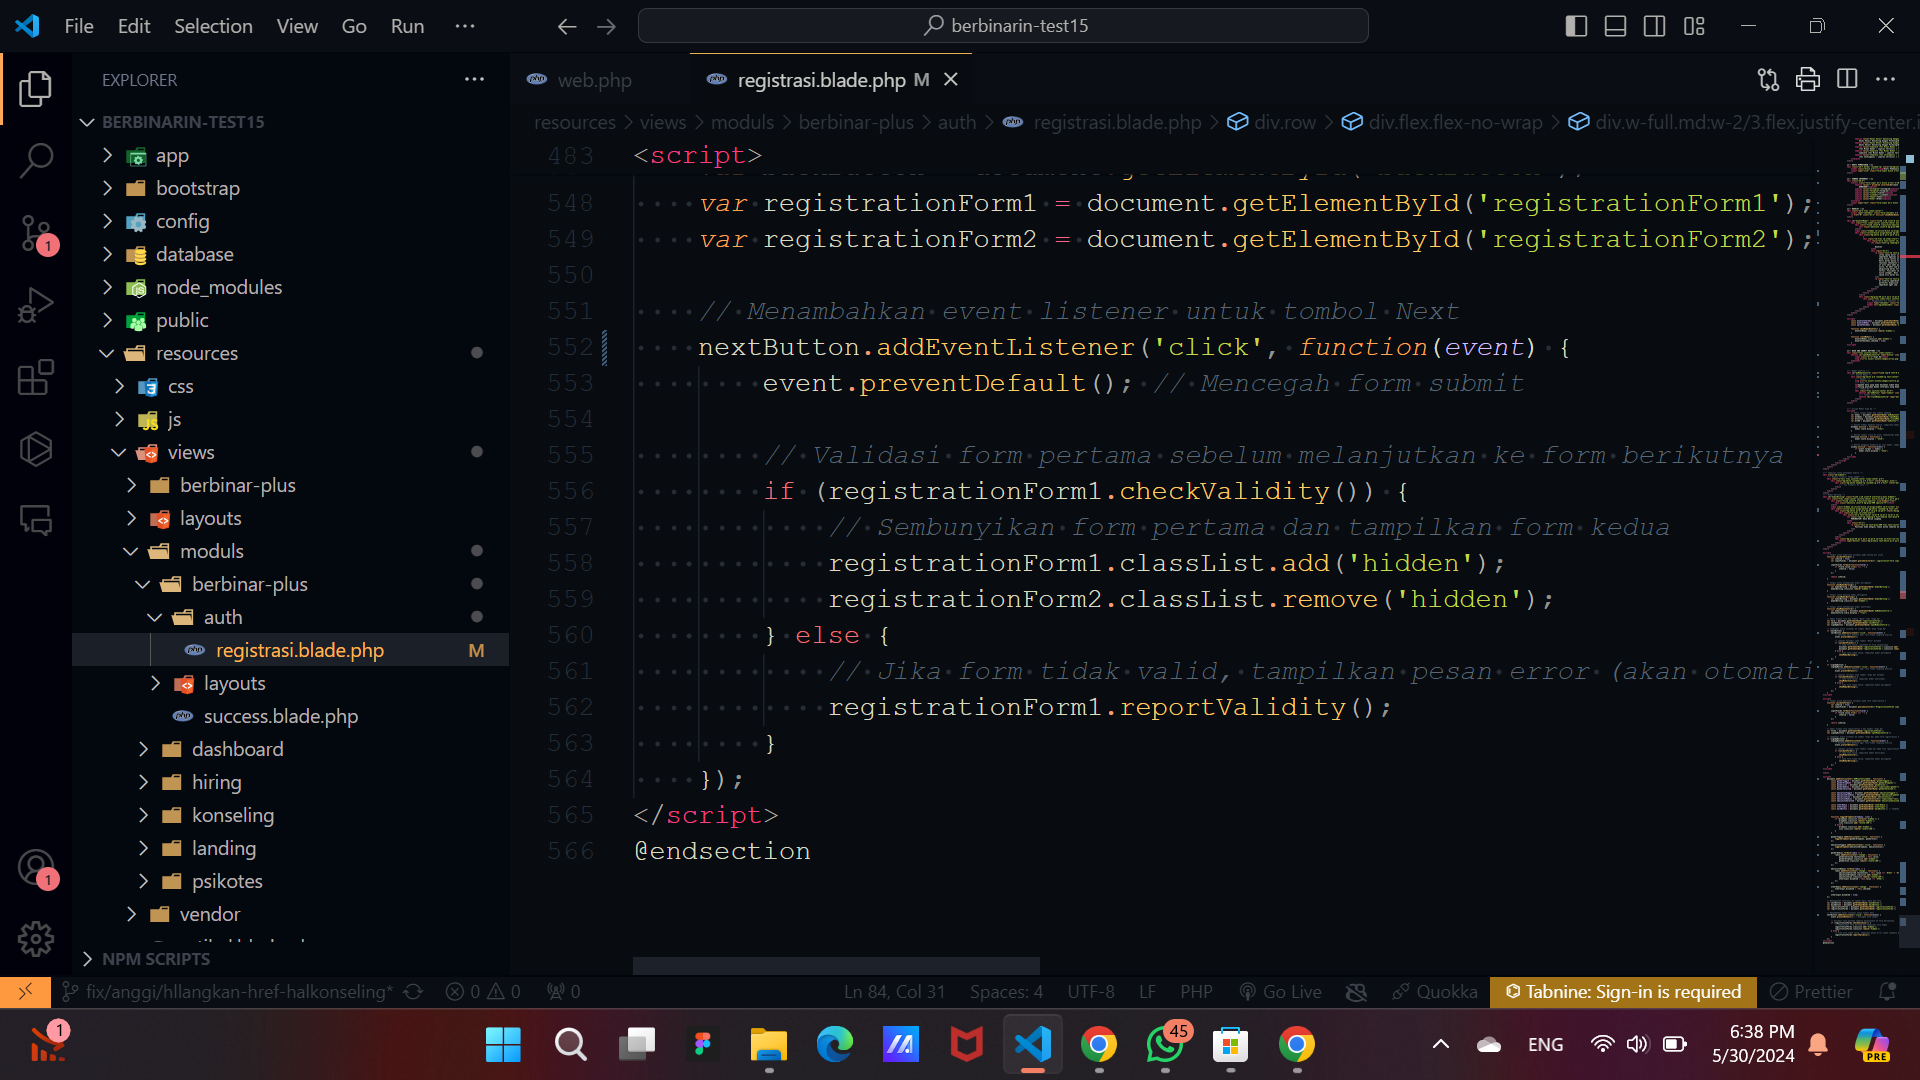 File Edit Selection View Go Run ···
berbinarin-test15
EXPLORER
BERBINARIN-TEST15
app
bootstrap
config
database
node_modules
public
resources
css
js
views
berbinar-plus
layouts
moduls
berbinar-plus
auth
registrasi.blade.php M
layouts
success.blade.php
dashboard
hiring
konseling
landing
psikotes
vendor
NPM SCRIPTS
1
1
web.php
registrasi.blade.php M
resources > views > moduls > berbinar-plus > auth > registrasi.blade.php > div.row > div.flex.flex-no-wrap > div.w-full.md:w-2/3.flex.justify-center.i
483 <script>
548 var registrationForm1 = document.getElementById('registrationForm1');
549 var registrationForm2 = document.getElementById('registrationForm2');
550
551 // Menambahkan event listener untuk tombol Next
552 nextButton.addEventListener('click', function(event) {
553 event.preventDefault(); // Mencegah form submit
554
555 // Validasi form pertama sebelum melanjutkan ke form berikutnya
556 if (registrationForm1.checkValidity()) {
557 // Sembunyikan form pertama dan tampilkan form kedua
558 registrationForm1.classList.add('hidden');
559 registrationForm2.classList.remove('hidden');
560 } else {
561 // Jika form tidak valid, tampilkan pesan error (akan otomati
562 registrationForm1.reportValidity();
563 }
564 });
565 </script>
566 @endsection
fix/anggi/hllangkan-href-halkonseling* 0 0 0 Ln 84, Col 31 Spaces: 4 UTF-8 LF PHP Go Live Quokka Tabnine: Sign-in is required Prettier
1
45
ENG
6:38 PM
5/30/2024
PRE